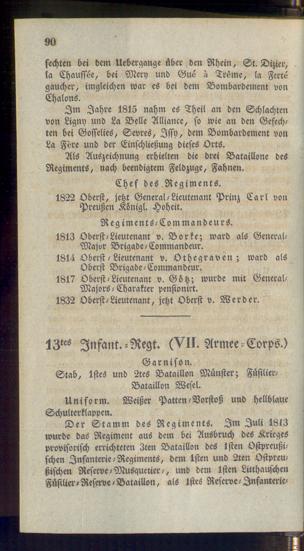 90
fechten bei dem Uebergange über den Rhein, St. Dizier,
la Chaussée, bei Mery und Gué à Trême, la Ferté
gaucher, imgleichen war es bei dem Bombardement von
Chalons.
Im Jahre 1815 nahm es Theil an den Schlachten
von Ligny und La Belle Alliance, so wie an den Gefech-
ten bei Gosselies, Sevres, Issy, dem Bombardement von
La Fère und der Einschließung dieses Orts.
Als Auszeichnung erhielten die drei Bataillone des
Regiments, nach beendigtem Feldzuge, Fahnen.
Chef des Regiments.
1822 Oberst, jetzt General-Lieutenant Prinz Carl von
Preußen Königl. Hoheit.
Regiments-Commandeurs.
1813 Oberst-Lieutenant v. Borke; ward als General-
Major Brigade-Commandeur.
1814 Oberst-Lieutenant v. Othegraven; ward als
Oberst Brigade-Commandeur.
1817 Oberst-Lieutenant v. Götz; wurde mit General-
Majors-Charakter pensionirt.
1832 Oberst-Lieutenant, jetzt Oberst v. Werder.
13tes Infant.-Regt. (VII. Armee-Corps.)
Garnison.
Stab, 1stes und 2tes Bataillon Münster; Füsilier-
Bataillon Wesel.
Uniform. Weißer Patten-Vorstoß und hellblaue
Schulterklappen.
Der Stamm des Regiments. Im Juli 1813
wurde das Regiment aus dem bei Ausbruch des Krieges
provisorisch errichteten 3ten Bataillon des 1sten Ostpreußi-
schen Infanterie-Regiments, dem 1sten und 2ten Ostpreu-
ßischen Reserve-Musquetier-, und dem 1sten Litthauischen
Füsilier-Reserve-Bataillon, als 1stes Reserve-Infanterie-